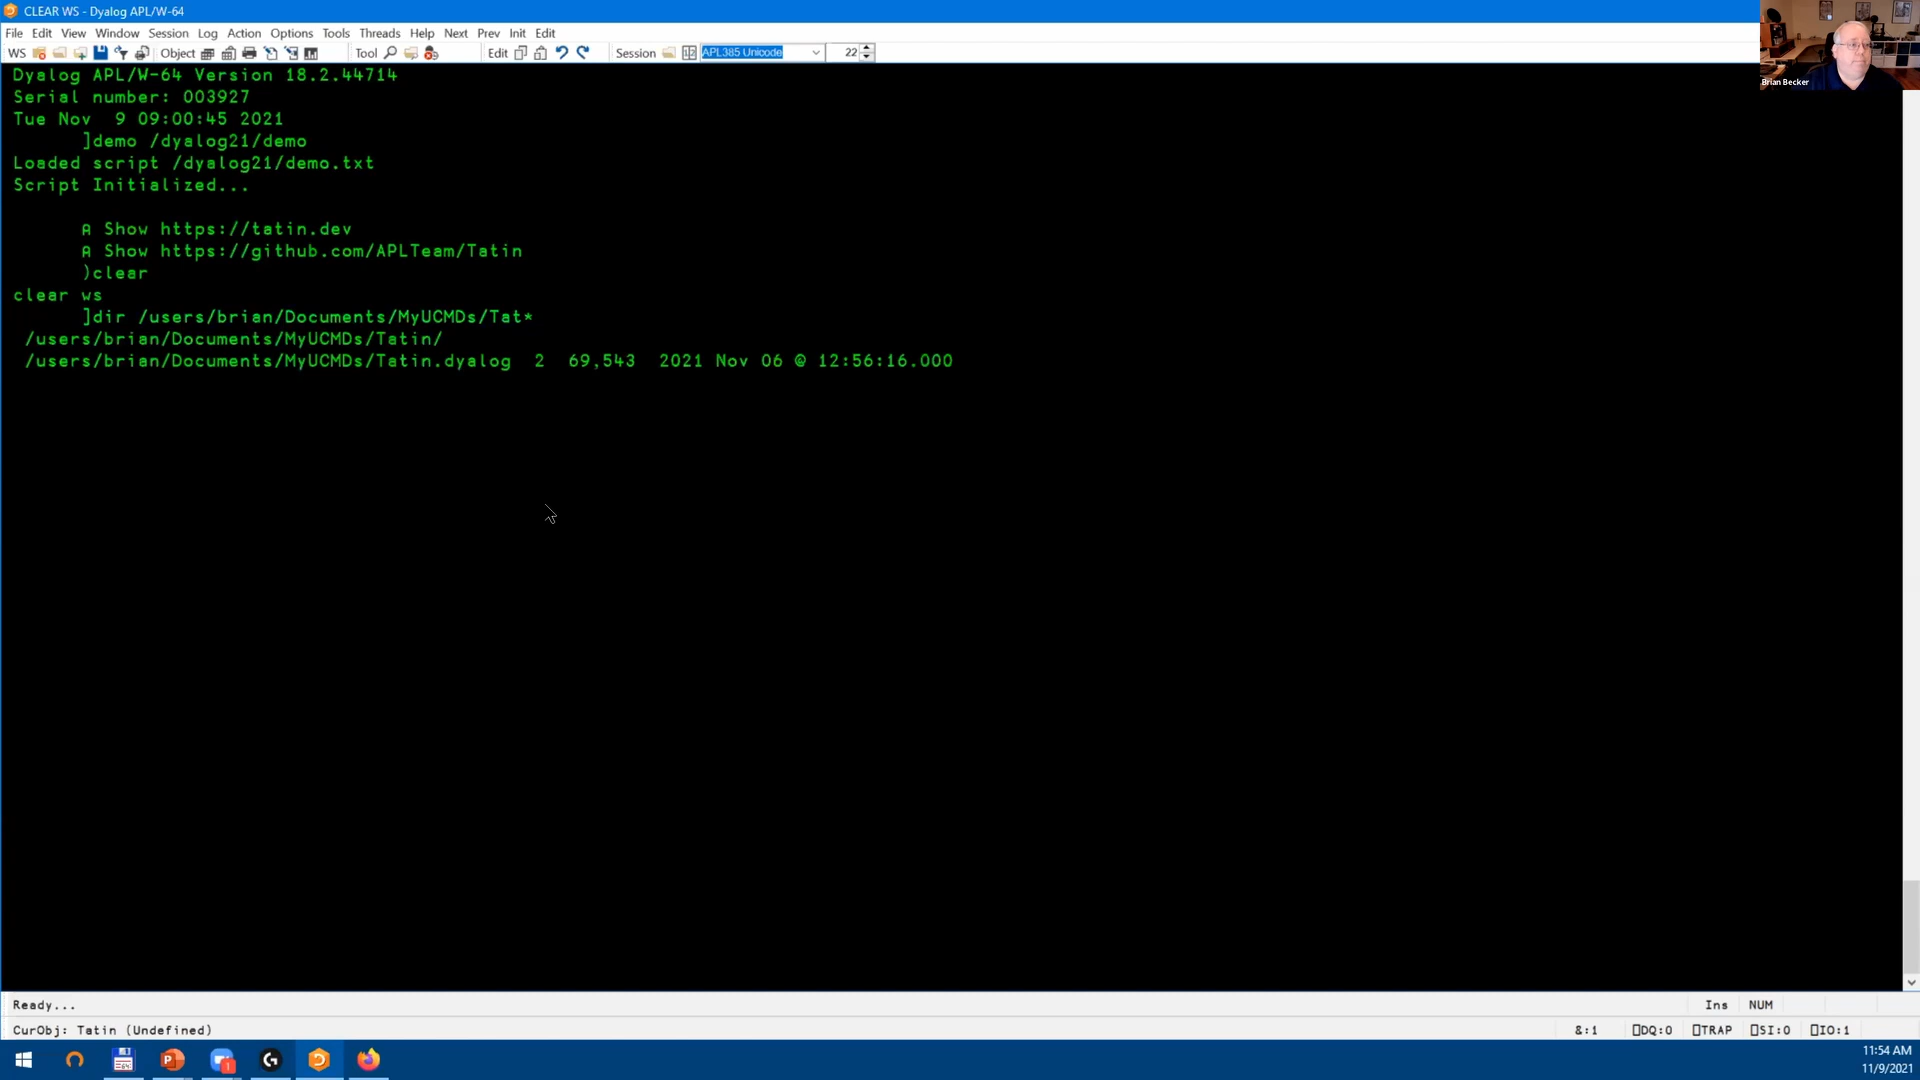 CLEAR WS - Dyalog APL/W-64
File Edit View Window Session Log Action Options Tools Threads Help Next Prev Init Edit
WS Object Tool Edit Session APL385 Unicode 22
Brian Becker
Dyalog APL/W-64 Version 18.2.44714
Serial number: 003927
Tue Nov  9 09:00:45 2021
      ]demo /dyalog21/demo
Loaded script /dyalog21/demo.txt
Script Initialized...
      ⍝ Show https://tatin.dev
      ⍝ Show https://github.com/APLTeam/Tatin
      )clear
clear ws
      ]dir /users/brian/Documents/MyUCMDs/Tat*
 /users/brian/Documents/MyUCMDs/Tatin/
 /users/brian/Documents/MyUCMDs/Tatin.dyalog  2  69,543  2021 Nov 06 @ 12:56:16.000
Ready... Ins NUM
CurObj: Tatin (Undefined) &:1 ⎕DQ:0 ⎕TRAP ⎕SI:0 ⎕IO:1
11:54 AM
11/9/2021